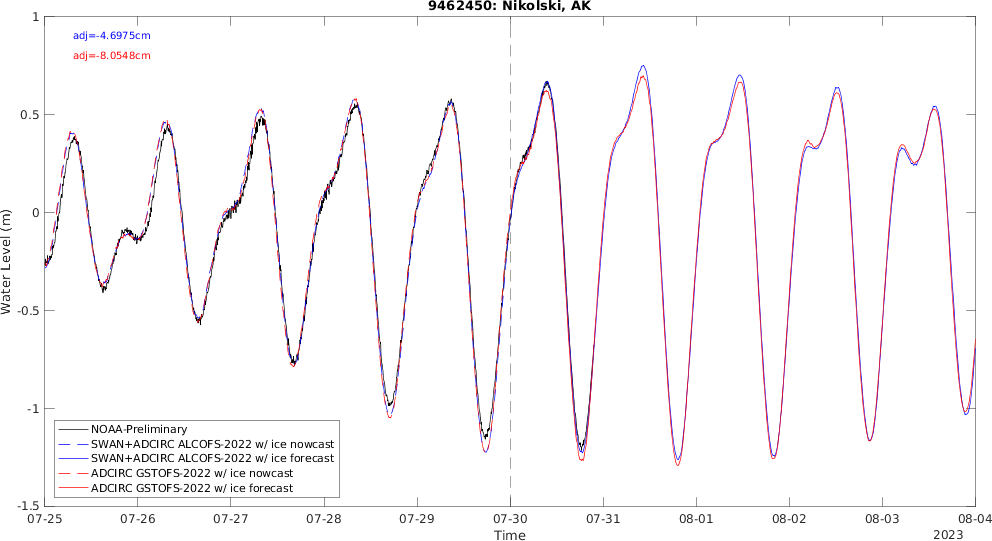 9462450: Nikolski, AK
adj=-4.6975cm
adj=-8.0548cm
Water Level (m)
1
0.5
0
-0.5
-1
-1.5
NOAA-Preliminary
SWAN+ADCIRC ALCOFS-2022 w/ ice nowcast
SWAN+ADCIRC ALCOFS-2022 w/ ice forecast
ADCIRC GSTOFS-2022 w/ ice nowcast
ADCIRC GSTOFS-2022 w/ ice forecast
07-25 07-26 07-27 07-28 07-29 07-30 07-31 08-01 08-02 08-03 08-04
Time
2023